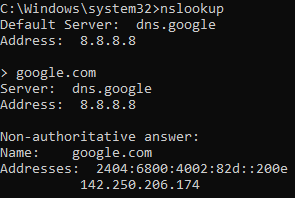 C:\Windows\system32>nslookup
Default Server:  dns.google
Address:  8.8.8.8
> google.com
Server:  dns.google
Address:  8.8.8.8
Non-authoritative answer:
Name:    google.com
Addresses:  2404:6800:4002:82d::200e
142.250.206.174